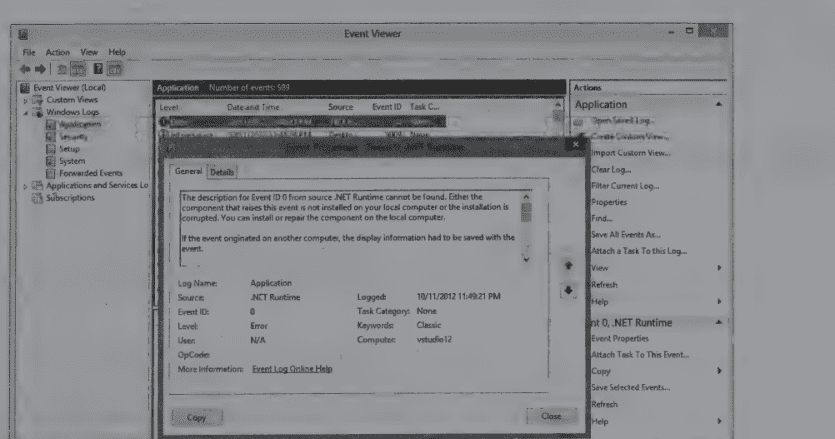 Event Viewer
File Action View Help
Event Viewer (Local)
Custom Views
Windows Logs
Application
Security
Setup
System
Forwarded Events
Applications and Services Lo
Subscriptions
Application Number of events: 589
Level Date and Time Source Event ID Task C...
Event Properties - Event 0, .NET Runtime
General Details
The description for Event ID 0 from source .NET Runtime cannot be found. Either the
component that raises this event is not installed on your local computer or the installation is
corrupted. You can install or repair the component on the local computer.
If the event originated on another computer, the display information had to be saved with the
event.
Log Name: Application
Source: .NET Runtime Logged: 10/11/2012 11:49:21 PM
Event ID: 0 Task Category: None
Level: Error Keywords: Classic
User: N/A Computer: vstudio12
OpCode:
More Information: Event Log Online Help
Copy Close
Actions
Application
Open Saved Log...
Create Custom View...
Import Custom View...
Clear Log...
Filter Current Log...
Properties
Find...
Save All Events As...
Attach a Task To this Log...
View
Refresh
Help
nt 0, .NET Runtime
Event Properties
Attach Task To This Event...
Copy
Save Selected Events...
Refresh
Help